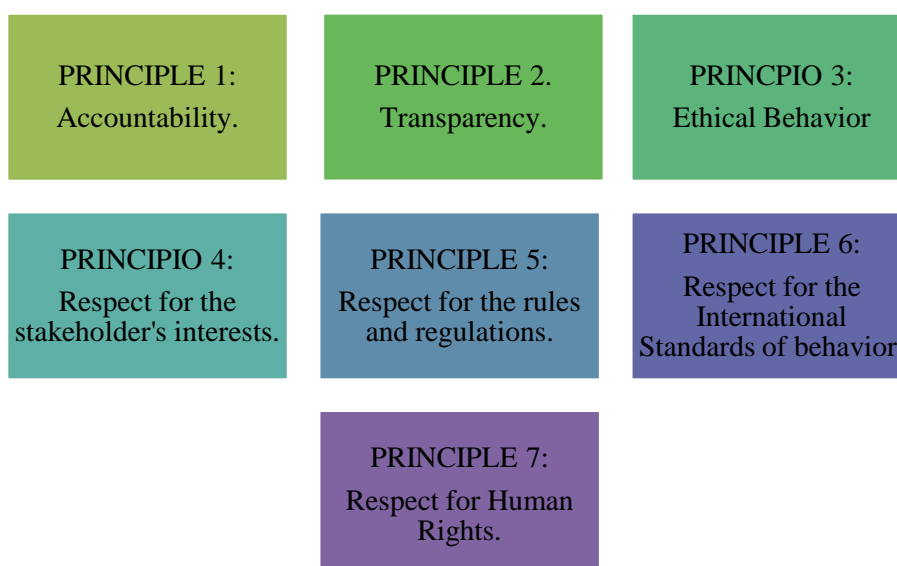 PRINCIPLE 1:
Accountability.
PRINCIPLE 2.
Transparency.
PRINCPIO 3:
Ethical Behavior
PRINCIPIO 4:
Respect for the
stakeholder's interests.
PRINCIPLE 5:
Respect for the rules
and regulations.
PRINCIPLE 6:
Respect for the
International
Standards of behavior
PRINCIPLE 7:
Respect for Human
Rights.